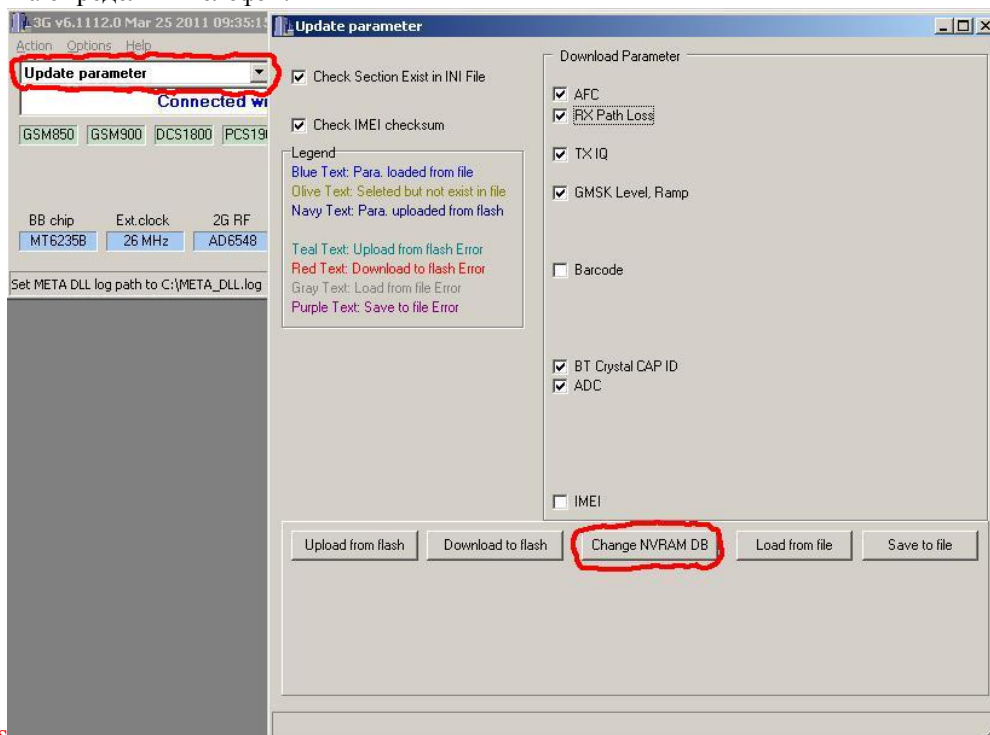 3G v6.1112.0 Mar 25 2011 09:35:1
Action Options Help
Update parameter
Connected wi
GSM850 GSM900 DCS1800 PCS19
BB chip Ext.clock 2G RF
MT6235B 26 MHz AD6548
Set META DLL log path to C:\META_DLL.log
Update parameter
Check Section Exist in INI File
Check IMEI checksum
Legend
Blue Text: Para. loaded from file
Olive Text: Seleted but not exist in file
Navy Text: Para. uploaded from flash
Teal Text: Upload from flash Error
Red Text: Download to flash Error
Gray Text: Load from file Error
Purple Text: Save to file Error
Download Parameter
AFC
RX Path Loss
TX IQ
GMSK Level, Ramp
Barcode
BT Crystal CAP ID
ADC
IMEI
Upload from flash Download to flash Change NVRAM DB Load from file Save to file